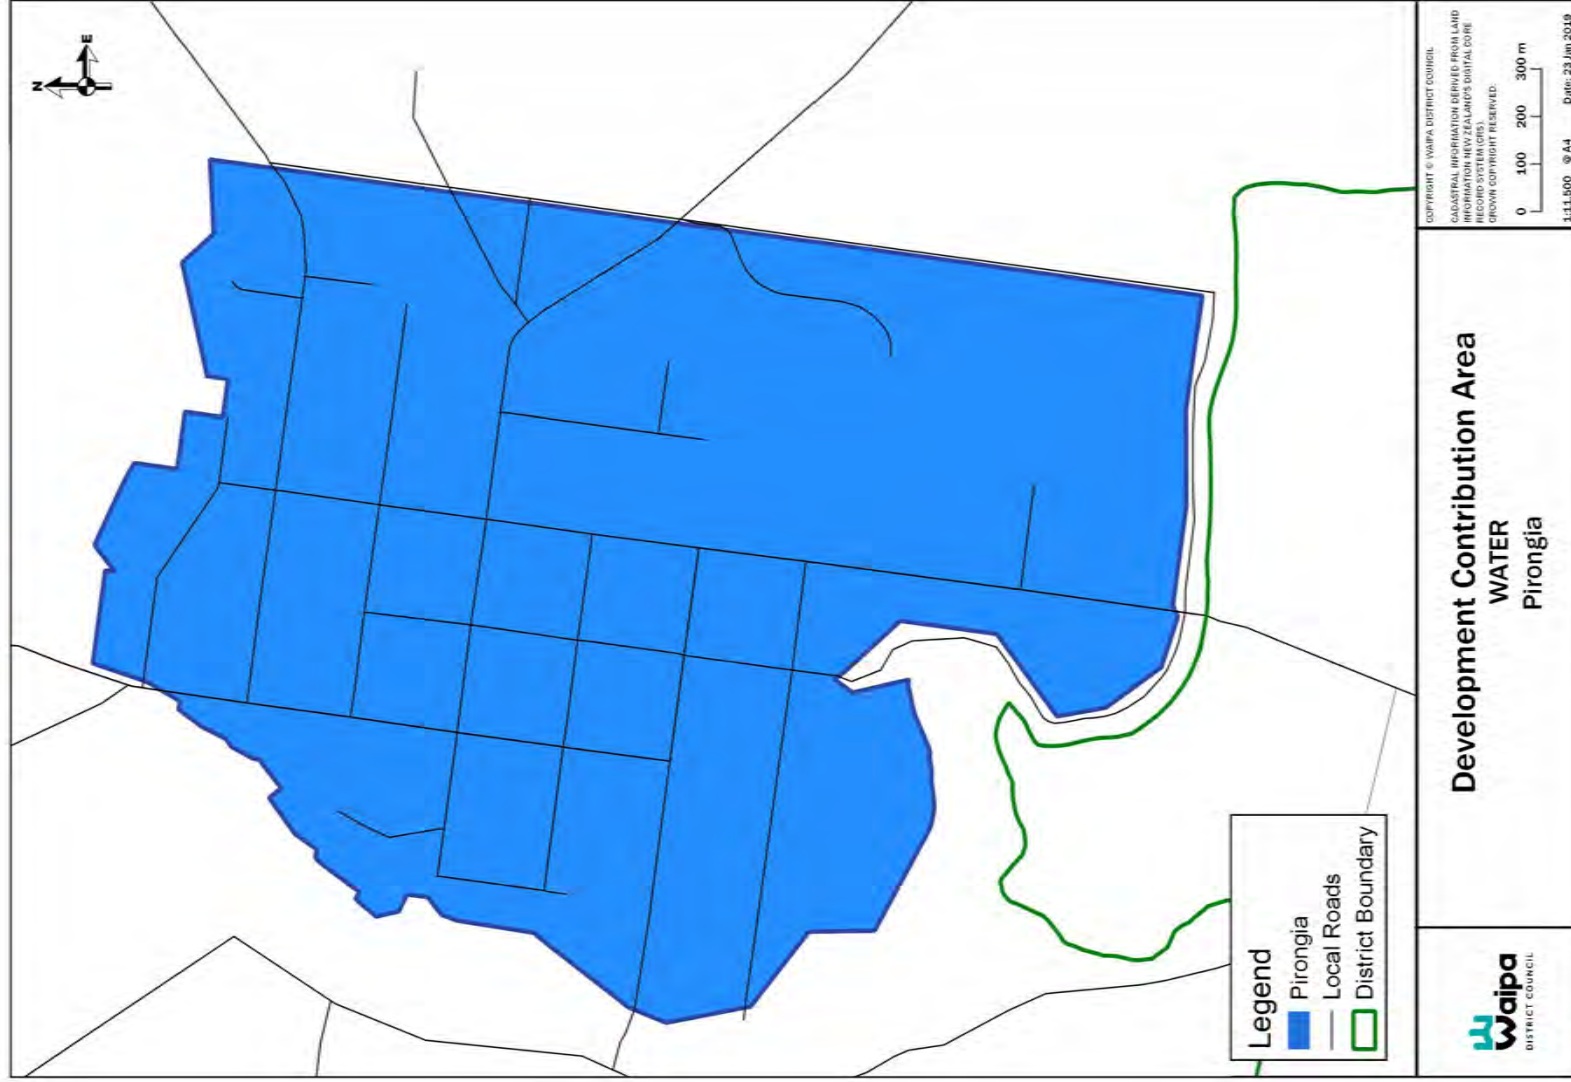 N
E
Legend
Pirongia
Local Roads
District Boundary
Waipa
DISTRICT COUNCIL
Development Contribution Area
WATER
Pirongia
COPYRIGHT © WAIPA DISTRICT COUNCIL
CADASTRAL INFORMATION DERIVED FROM LAND
INFORMATION NEW ZEALAND'S DIGITAL CORE
RECORD SYSTEM (CRS).
CROWN COPYRIGHT RESERVED.
0 100 200 300 m
1:11,500 @ A4 Date: 23 Jan 2019